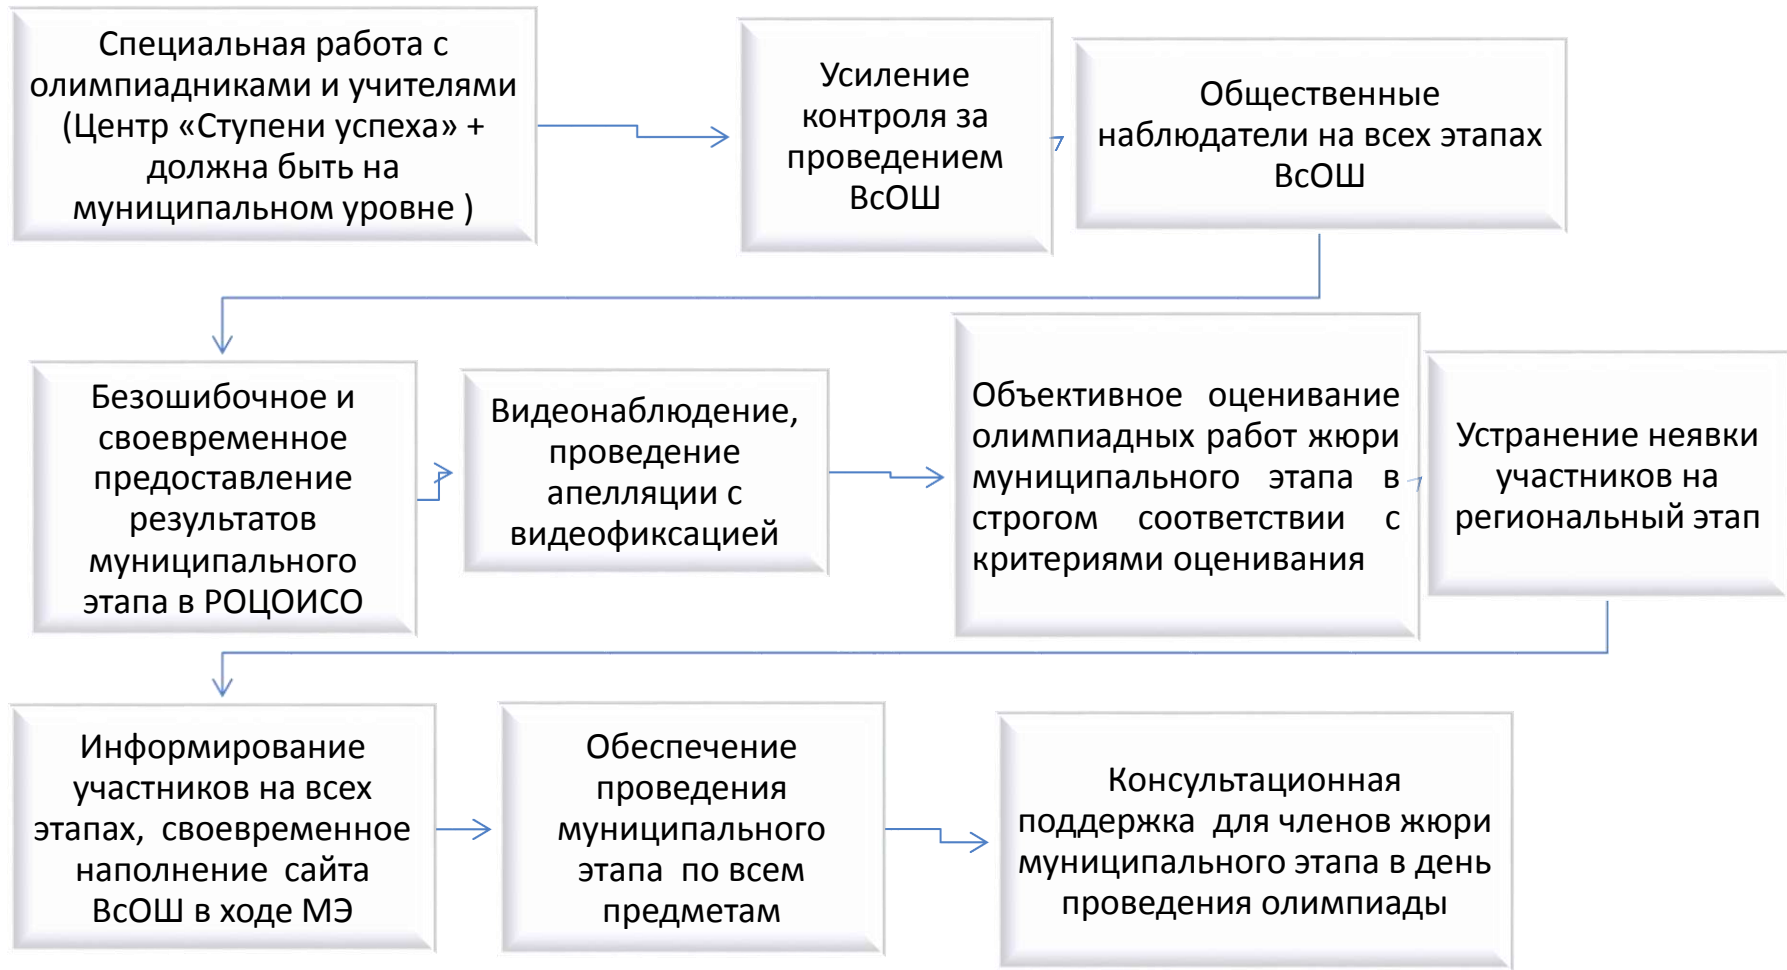 Специальная работа с
олимпиадниками и учителями
(Центр «Ступени успеха» +
должна быть на
муниципальном уровне )
Усиление
контроля за
проведением
ВсОШ
Общественные
наблюдатели на всех этапах
ВсОШ
Безошибочное и
своевременное
предоставление
результатов
муниципального
этапа в РОЦОИСО
Видеонаблюдение,
проведение
апелляции с
видеофиксацией
Объективное оценивание
олимпиадных работ жюри
муниципального этапа в
строгом соответствии с
критериями оценивания
Устранение неявки
участников на
региональный этап
Информирование
участников на всех
этапах, своевременное
наполнение сайта
ВсОШ в ходе МЭ
Обеспечение
проведения
муниципального
этапа по всем
предметам
Консультационная
поддержка для членов жюри
муниципального этапа в день
проведения олимпиады